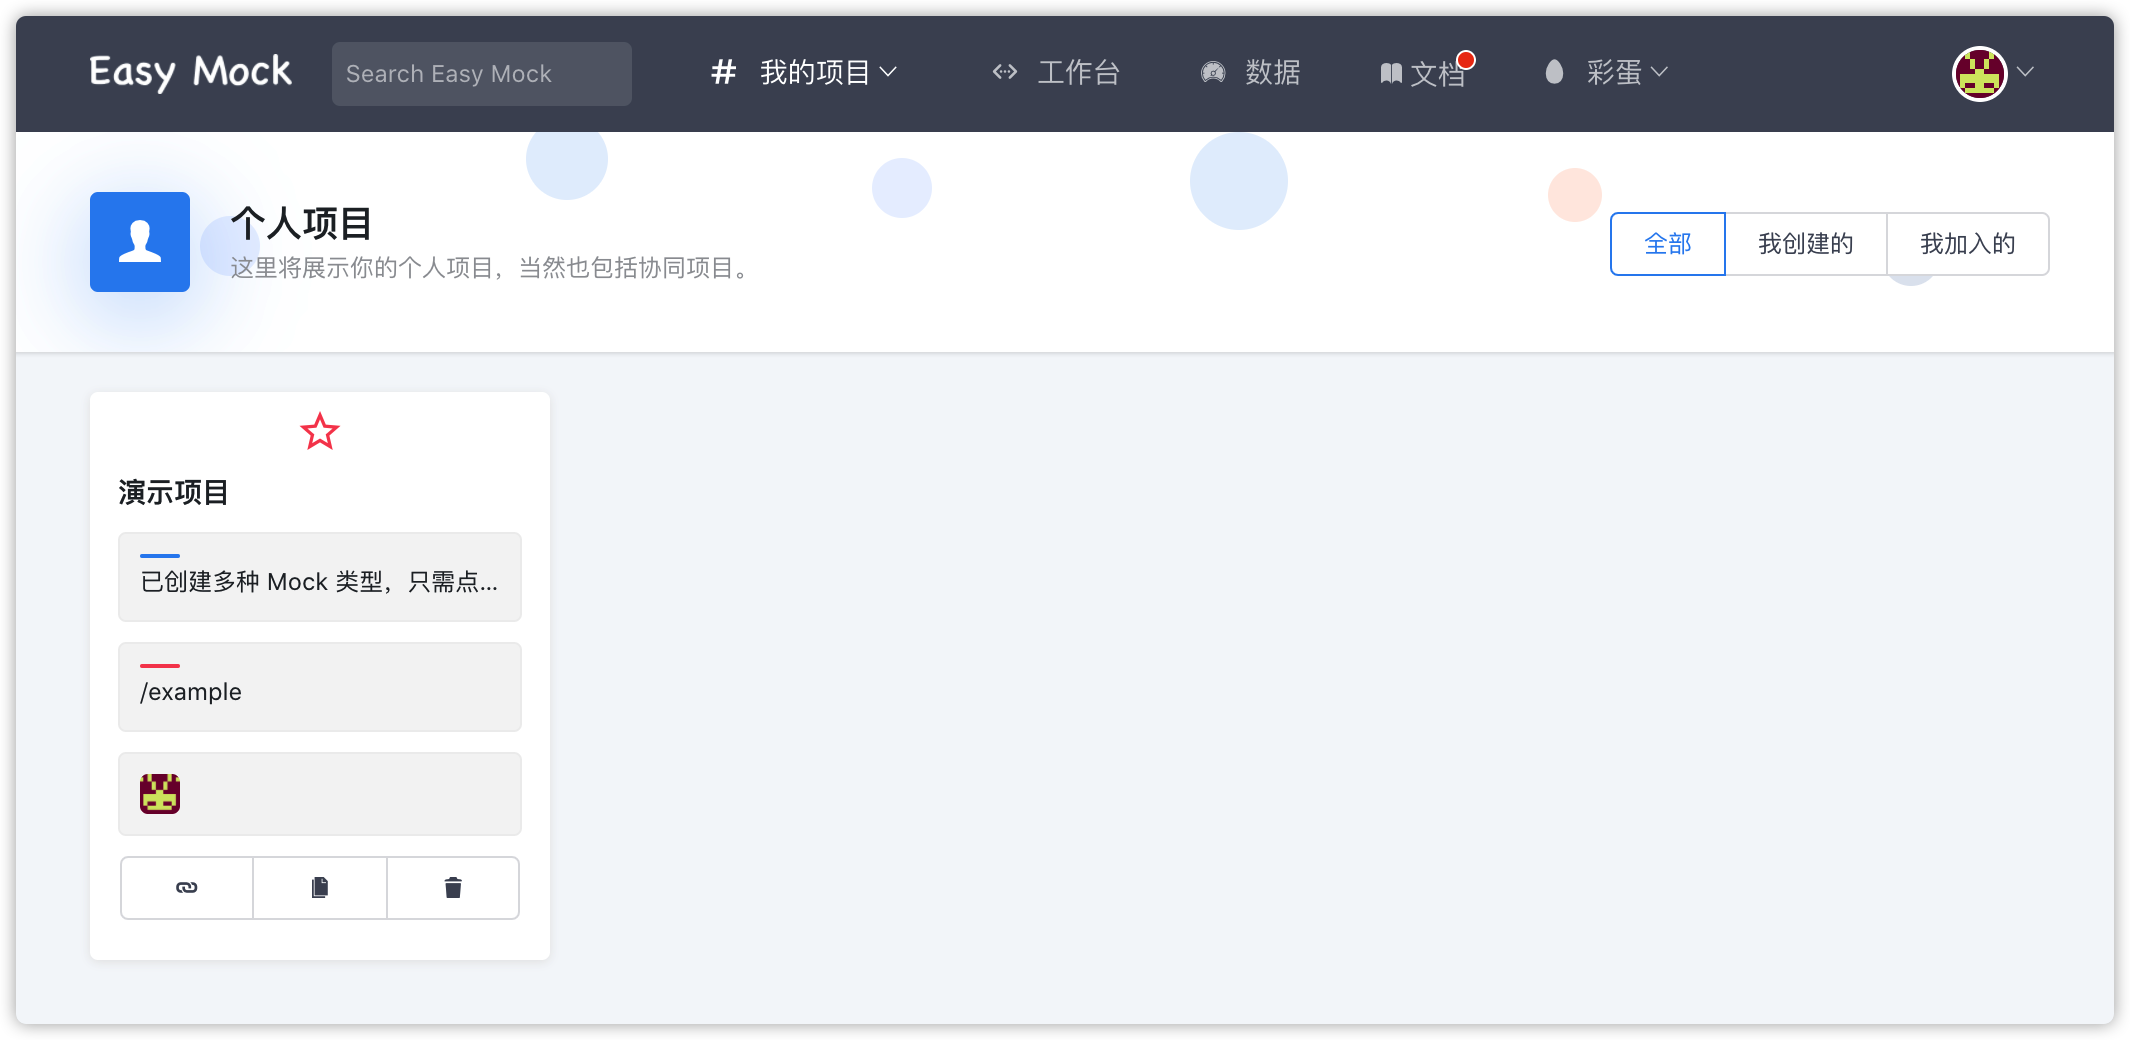 Easy Mock
Search Easy Mock
# 我的项目
工作台
数据
文档
彩蛋
个人项目
这里将展示你的个人项目，当然也包括协同项目。
全部
我创建的
我加入的
演示项目
已创建多种 Mock 类型，只需点...
/example